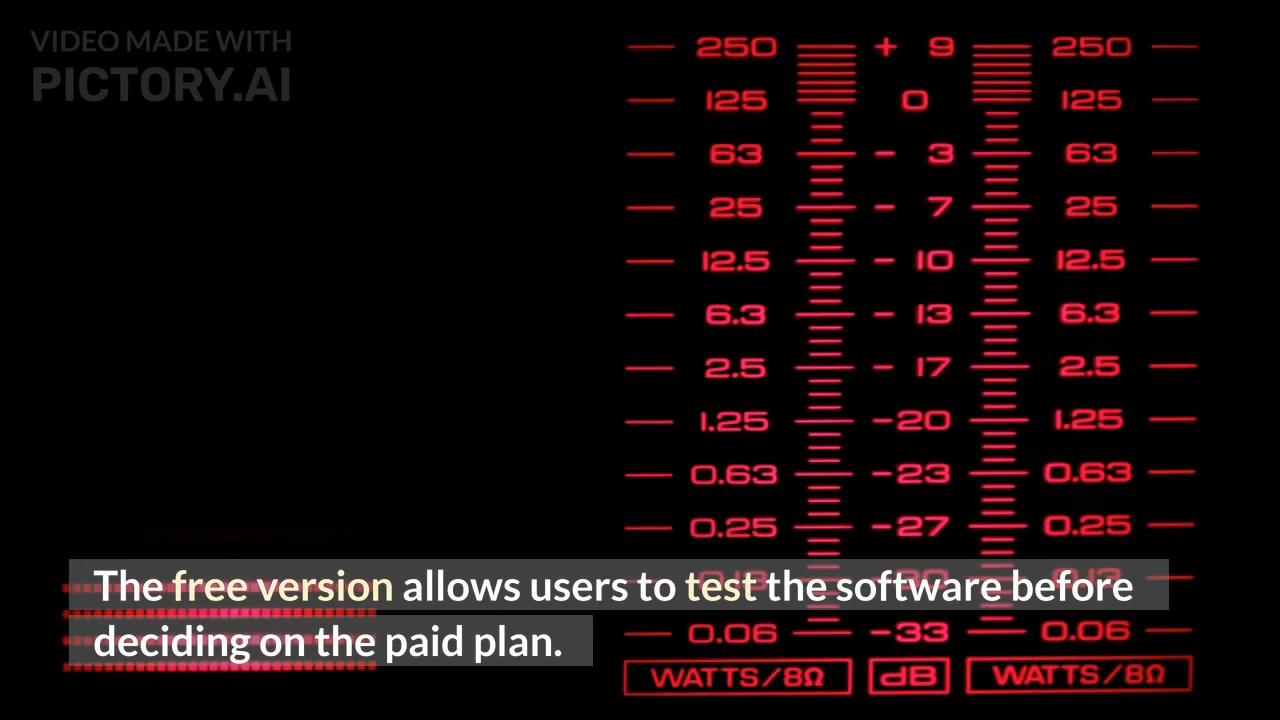 VIDEO MADE WITH
PICTORY.AI
250 + 9 250
125 0 125
63 - 3 63
25 - 7 25
12.5 - 10 12.5
6.3 - 13 6.3
2.5 - 17 2.5
1.25 -20 1.25
0.63 -23 0.63
0.25 -27 0.25
The free version allows users to test the software before
deciding on the paid plan.
0.06 -33 0.06
WATTS/8Ω dB WATTS/8Ω